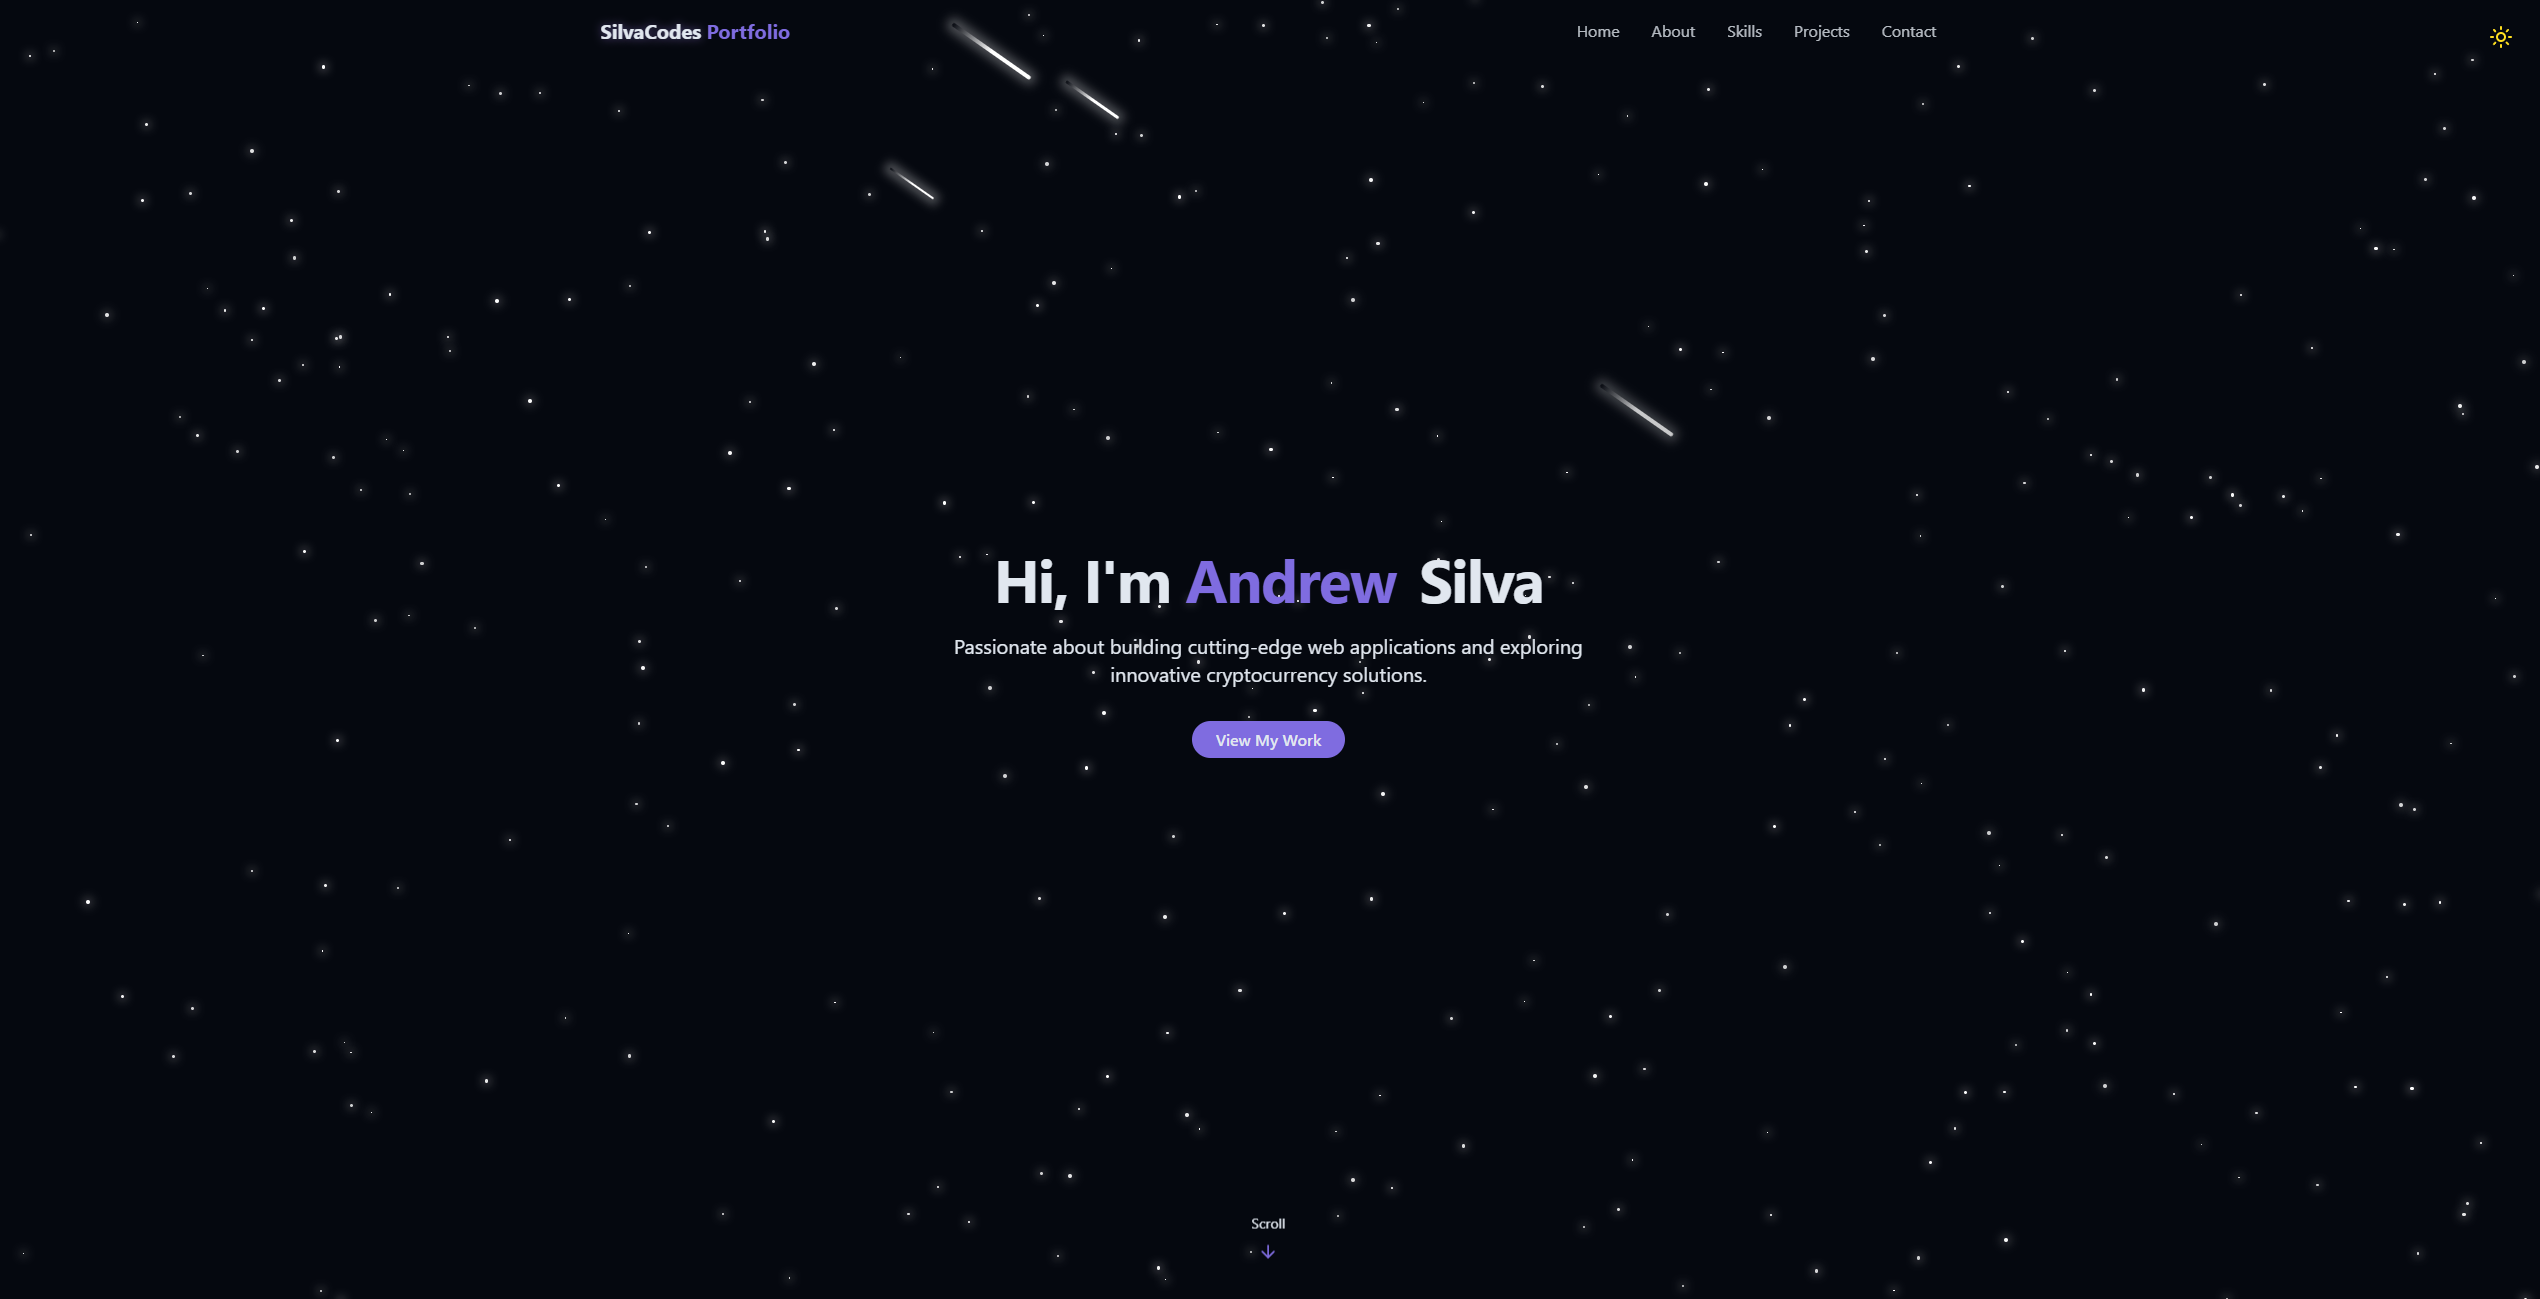 SilvaCodes Portfolio
Home About Skills Projects Contact
Hi, I'm Andrew Silva
Passionate about building cutting-edge web applications and exploring
innovative cryptocurrency solutions.
View My Work
Scroll